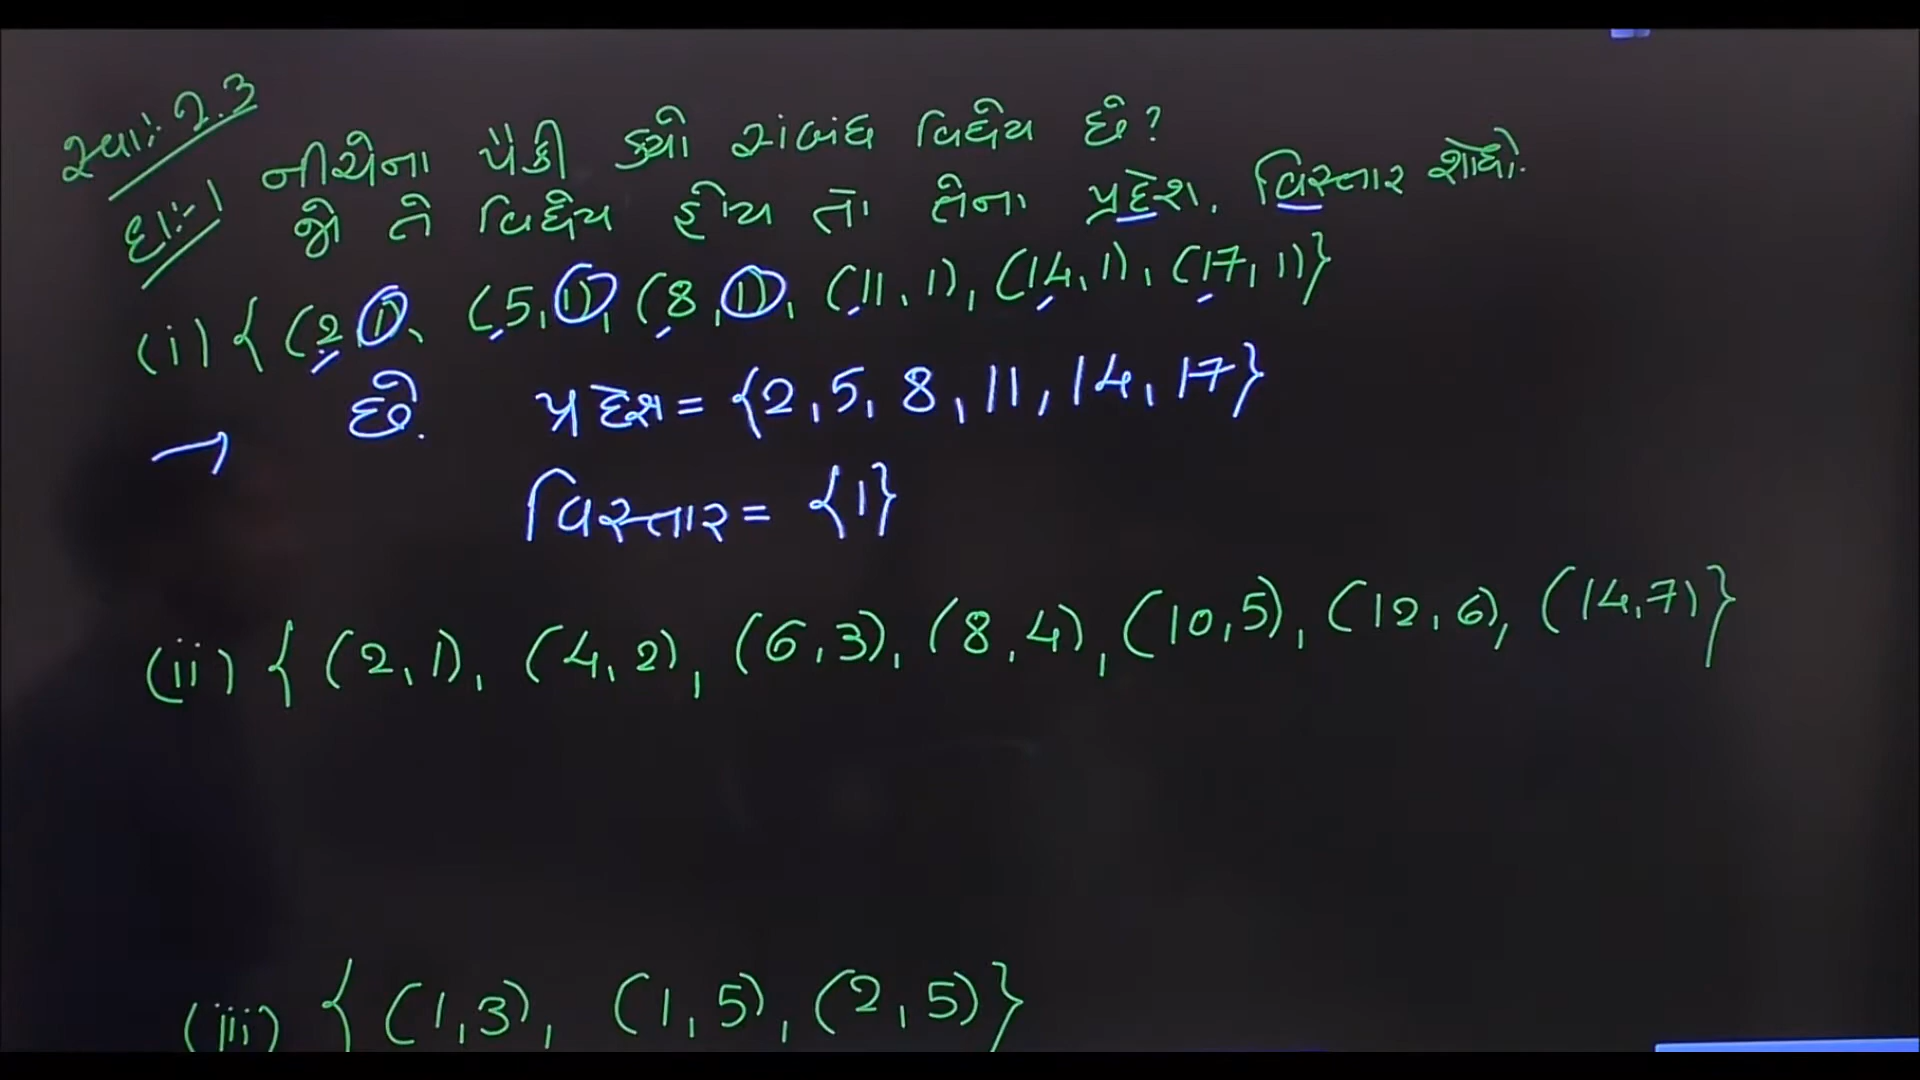 સ્વા:- 2.3
દા:-1 નીચેના પૈકી ક્યો સંબંધ વિધેય છે?
જો તે વિધેય હોય તો તેના પ્રદેશ, વિસ્તાર શોધો.
(i) { (2,1), (5,1), (8,1), (11,1), (14,1), (17,1)}
→ છે. પ્રદેશ = {2,5,8,11,14,17}
વિસ્તાર = {1}
(ii) { (2,1), (4,2), (6,3), (8,4), (10,5), (12,6), (14,7)}
(iii) { (1,3), (1,5), (2,5)}